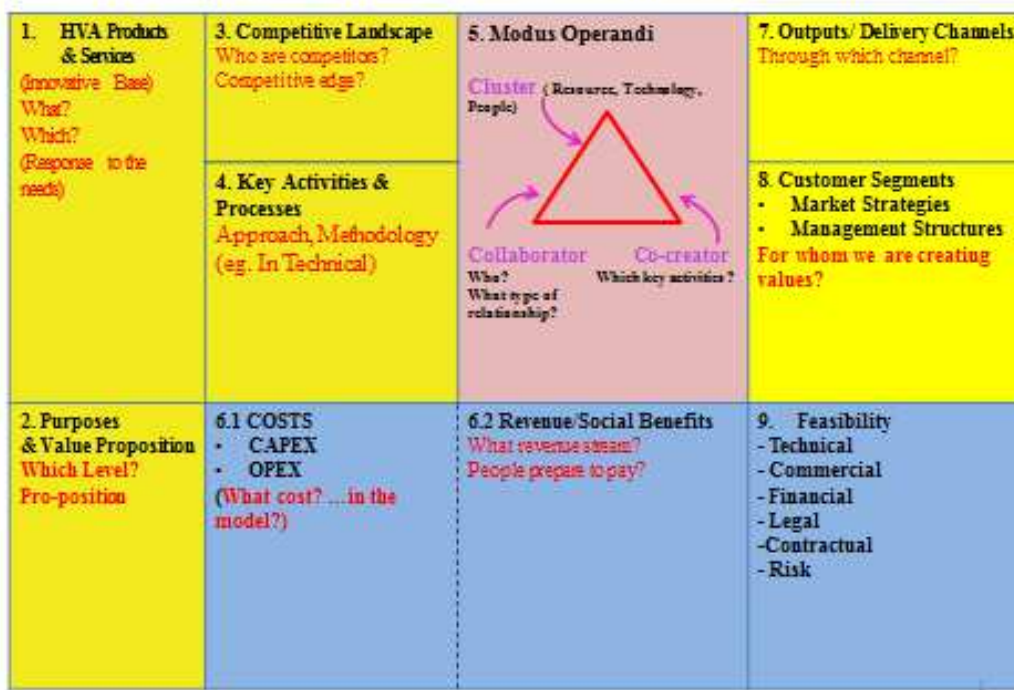 1. HVA Products
& Services
(Innovative Base)
What?
Which?
(Response to the
needs)
2. Purposes
& Value Proposition
Which Level?
Pro-position
3. Competitive Landscape
Who are competitors?
Competitive edge?
4. Key Activities &
Processes
Approach, Methodology
(eg. In Technical)
5. Modus Operandi
Cluster ( Resource, Technology,
People)
Collaborator
Who?
What type of
relationship?
Co-creator
Which key activities ?
6.1 COSTS
• CAPEX
• OPEX
(What cost? ...in the
model?)
6.2 Revenue/Social Benefits
What revenue stream?
People prepare to pay?
7. Outputs/ Delivery Channels
Through which channel?
8. Customer Segments
• Market Strategies
• Management Structures
For whom we are creating
values?
9. Feasibility
- Technical
- Commercial
- Financial
- Legal
-Contractual
- Risk